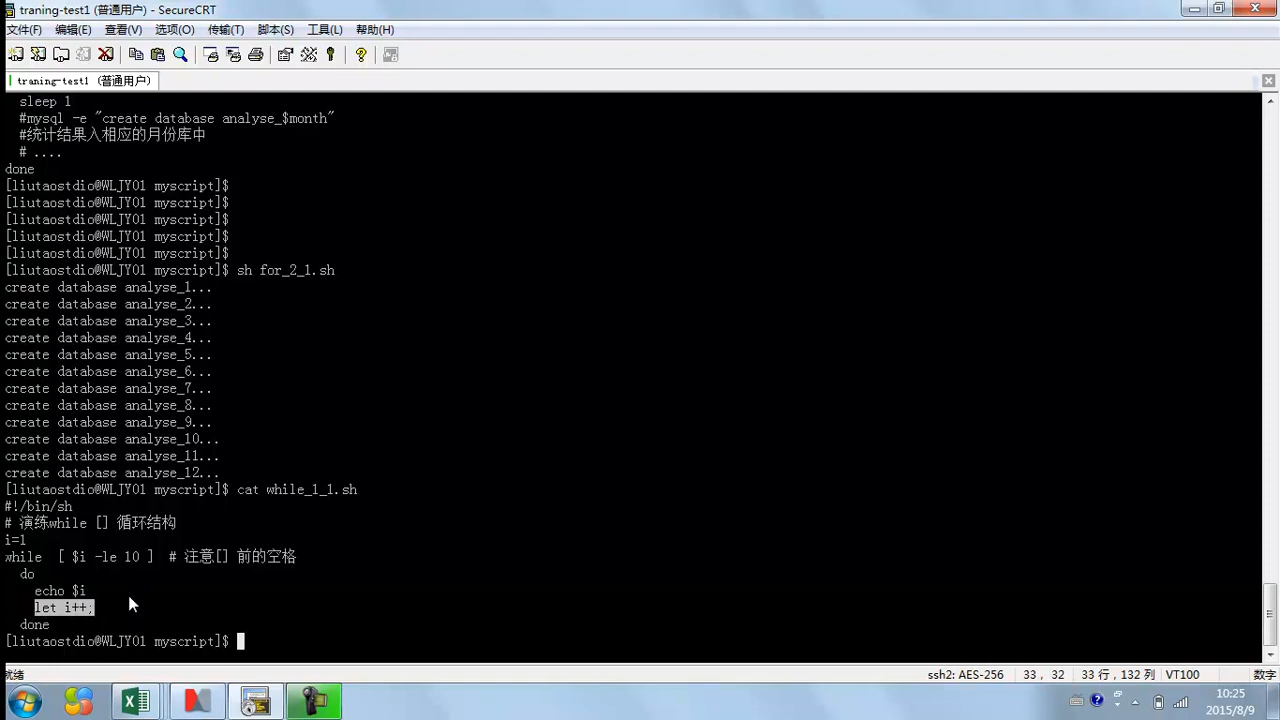 traning-test1 (普通用户) - SecureCRT
文件(F) 编辑(E) 查看(V) 选项(O) 传输(T) 脚本(S) 工具(L) 帮助(H)
traning-test1 (普通用户)
sleep 1
#mysql -e "create database analyse_$month"
#统计结果入相应的月份库中
# ....
done
[liutaostdio@WLJY01 myscript]$
[liutaostdio@WLJY01 myscript]$
[liutaostdio@WLJY01 myscript]$
[liutaostdio@WLJY01 myscript]$
[liutaostdio@WLJY01 myscript]$
[liutaostdio@WLJY01 myscript]$ sh for_2_1.sh
create database analyse_1...
create database analyse_2...
create database analyse_3...
create database analyse_4...
create database analyse_5...
create database analyse_6...
create database analyse_7...
create database analyse_8...
create database analyse_9...
create database analyse_10...
create database analyse_11...
create database analyse_12...
[liutaostdio@WLJY01 myscript]$ cat while_1_1.sh
#!/bin/sh
# 演练while [] 循环结构
i=1
while [ $i -le 10 ] # 注意[] 前的空格
do
echo $i
let i++;
done
[liutaostdio@WLJY01 myscript]$
就绪 ssh2: AES-256 33, 32 33 行, 132 列 VT100 数字
10:25
2015/8/9